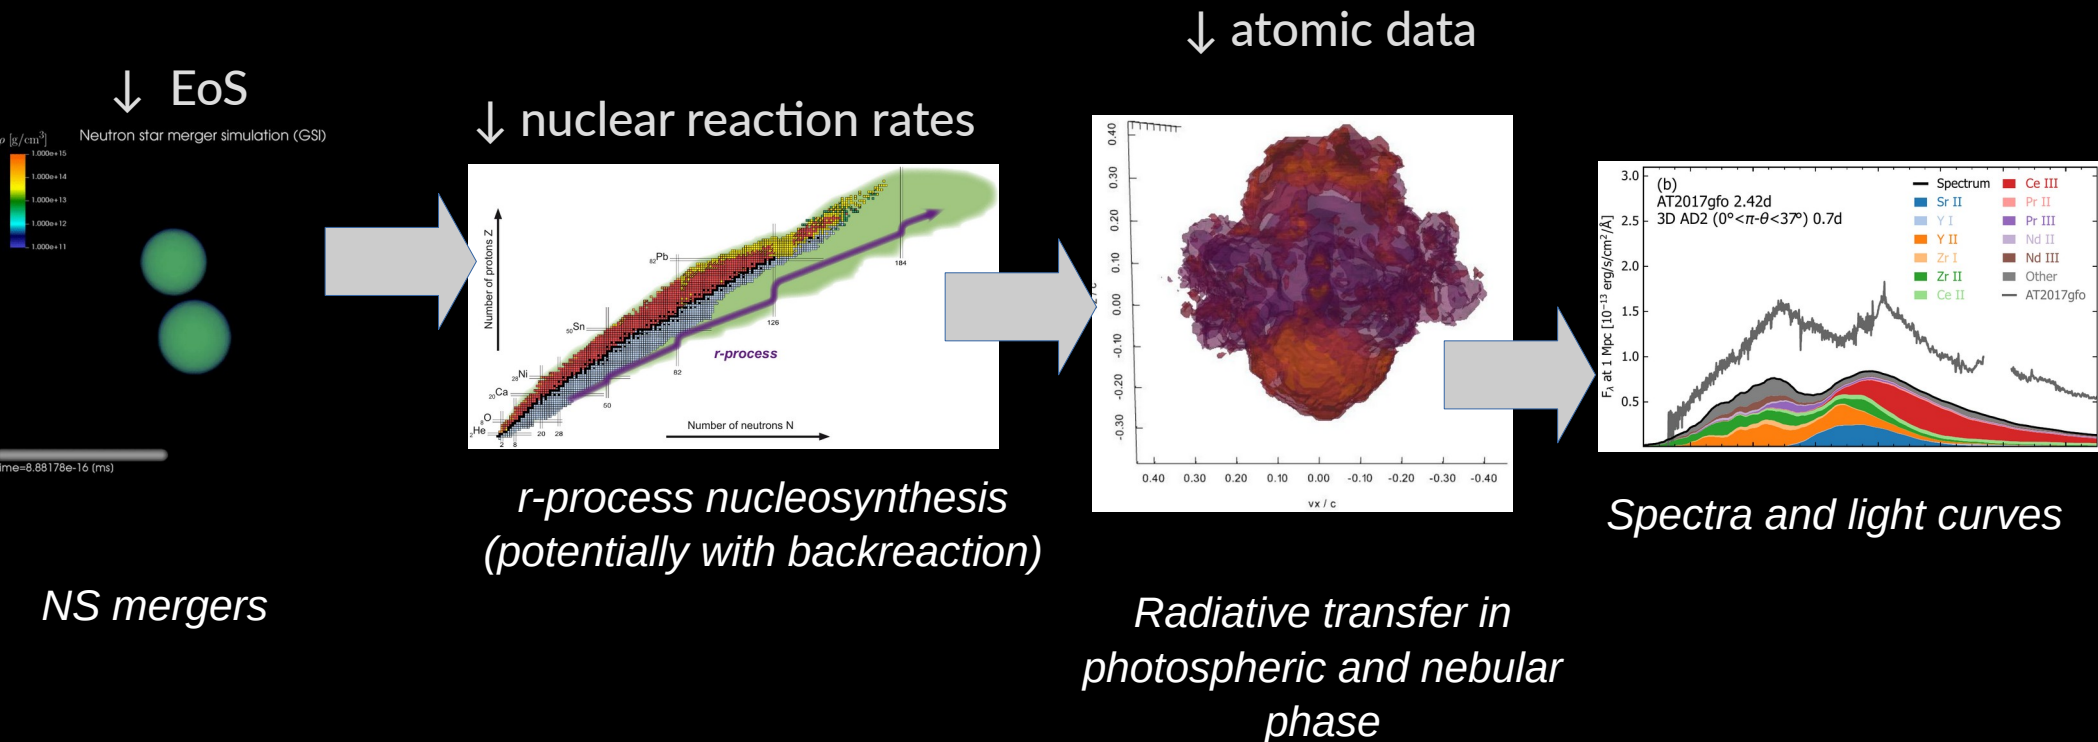 ↓ atomic data
↓ EoS
↓ nuclear reaction rates
Neutron star merger simulation (GSI)
ρ [g/cm³]
1.000e+15
1.000e+14
1.000e+13
1.000e+12
1.000e+11
ime=8.88178e-16 (ms)
NS mergers
Number of protons Z
Number of neutrons N
r-process
₈₂Pb
₅₀Sn
₂₈Ni
₂₀Ca
₈O
₂He
2 8 20 28 50 82 126 184
r-process nucleosynthesis
(potentially with backreaction)
0.40
0.30
0.20
0.10
0.00
-0.10
-0.20
-0.30
0.40 0.30 0.20 0.10 0.00 -0.10 -0.20 -0.30 -0.40
vx / c
Radiative transfer in
photospheric and nebular
phase
(b)
AT2017gfo 2.42d
3D AD2 (0°<π-θ<37°) 0.7d
Spectrum
Sr II
Y I
Y II
Zr I
Zr II
Ce II
Ce III
Pr II
Pr III
Nd II
Nd III
Other
AT2017gfo
F_λ at 1 Mpc [10⁻¹³ erg/s/cm²/Å]
3.0
2.5
2.0
1.5
1.0
0.5
Spectra and light curves